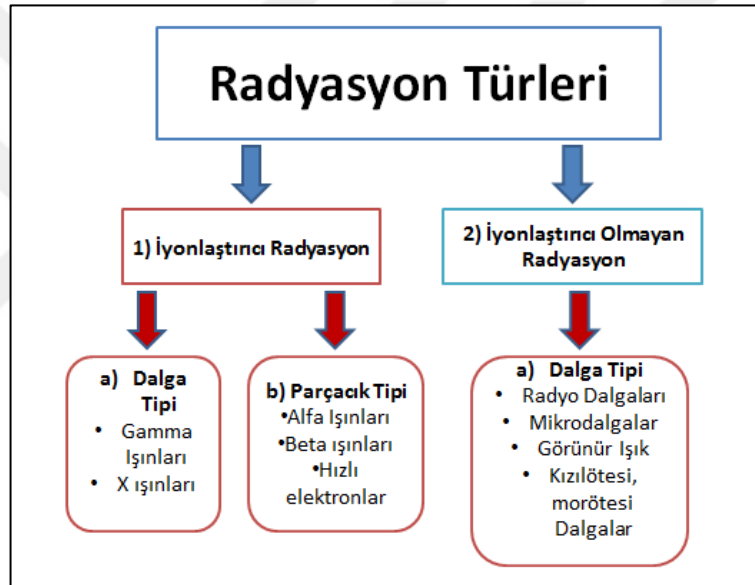 Radyasyon Türleri
1) İyonlaştırıcı Radyasyon
2) İyonlaştırıcı Olmayan
Radyasyon
a) Dalga
Tipi
• Gamma
Işınları
• X ışınları
b) Parçacık Tipi
•Alfa Işınları
•Beta ışınları
•Hızlı
elektronlar
a) Dalga Tipi
• Radyo Dalgaları
• Mikrodalgalar
• Görünür Işık
• Kızılötesi,
morötesi
Dalgalar